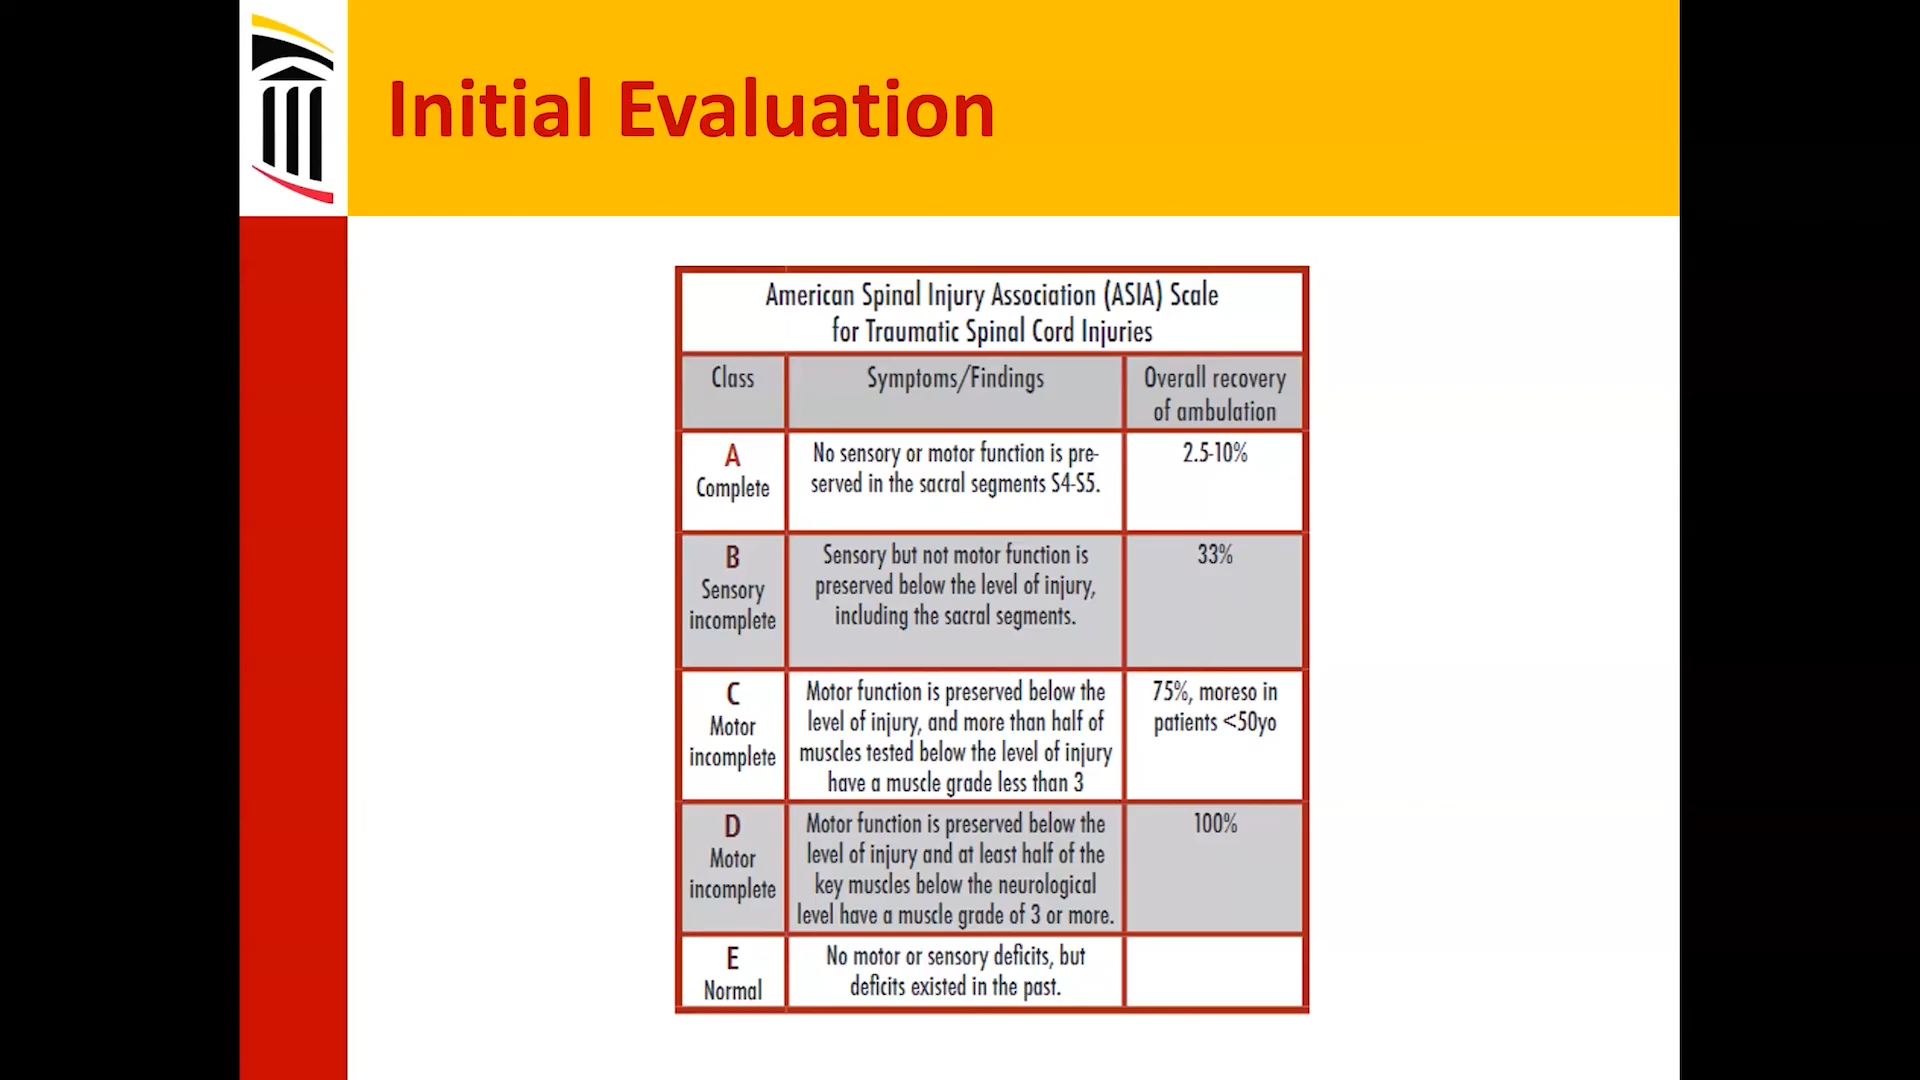 Initial Evaluation
American Spinal Injury Association (ASIA) Scale
for Traumatic Spinal Cord Injuries
Class
Symptoms/Findings
Overall recovery
of ambulation
A
Complete
No sensory or motor function is pre-
served in the sacral segments S4-S5.
2.5-10%
B
Sensory
incomplete
Sensory but not motor function is
preserved below the level of injury,
including the sacral segments.
33%
C
Motor
incomplete
Motor function is preserved below the
level of injury, and more than half of
muscles tested below the level of injury
have a muscle grade less than 3
75%, moreso in
patients <50yo
D
Motor
incomplete
Motor function is preserved below the
level of injury and at least half of the
key muscles below the neurological
level have a muscle grade of 3 or more.
100%
E
Normal
No motor or sensory deficits, but
deficits existed in the past.